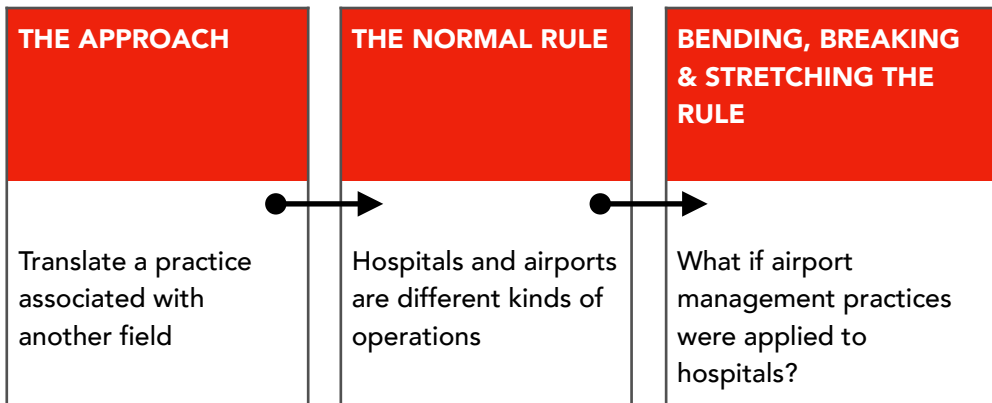 THE APPROACH
Translate a practice
associated with
another field
THE NORMAL RULE
Hospitals and airports
are different kinds of
operations
BENDING, BREAKING
& STRETCHING THE
RULE
What if airport
management practices
were applied to
hospitals?